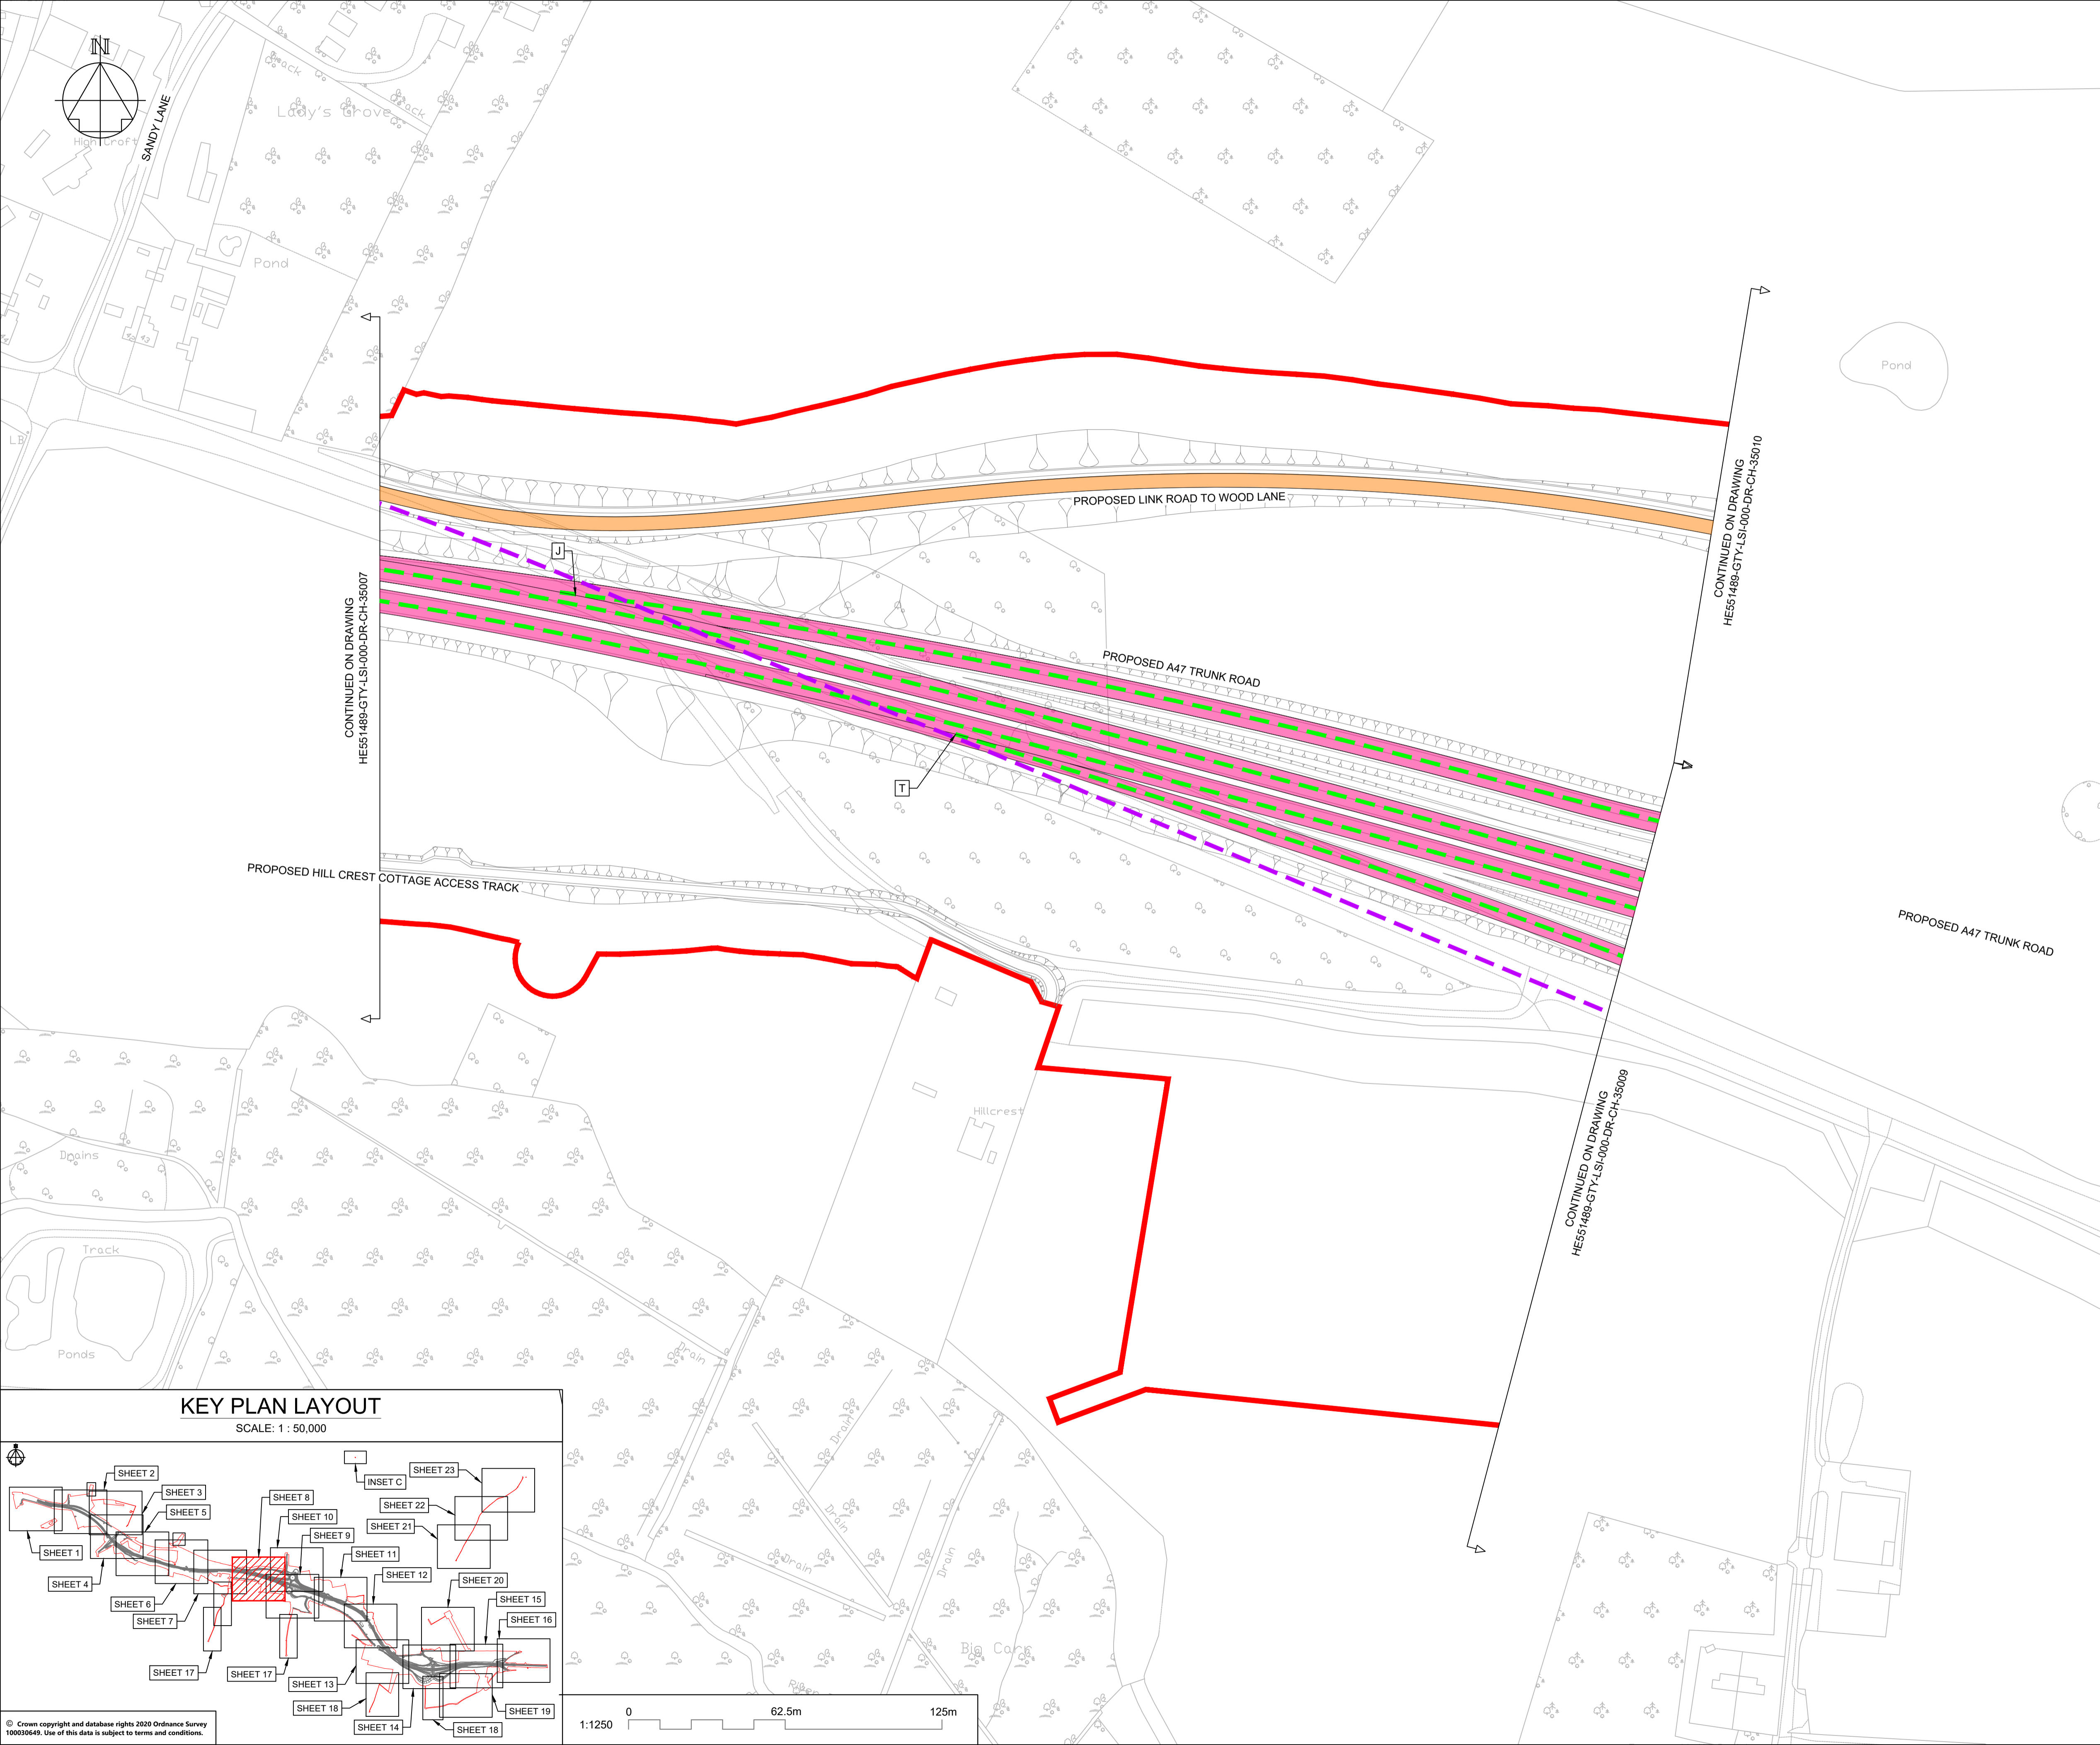 N
SANDY LANE
High Croft
Track
Track
Lady's Grove
Pond
42
43
44
LB
Pond
PROPOSED LINK ROAD TO WOOD LANE
CONTINUED ON DRAWING
HE551489-GTY-LSI-000-DR-CH-35010
J
CONTINUED ON DRAWING
HE551489-GTY-LSI-000-DR-CH-35007
PROPOSED A47 TRUNK ROAD
T
PROPOSED HILL CREST COTTAGE ACCESS TRACK
PROPOSED A47 TRUNK ROAD
Hillcrest
CONTINUED ON DRAWING
HE551489-GTY-LSI-000-DR-CH-35009
Drains
Track
Ponds
Drain
Drain
Drain
Drain
Drain
Big Carr
KEY PLAN LAYOUT
SCALE: 1 : 50,000
INSET C
SHEET 23
SHEET 2
SHEET 3
SHEET 8
SHEET 22
SHEET 5
SHEET 10
SHEET 21
SHEET 9
SHEET 1
SHEET 11
SHEET 12
SHEET 4
SHEET 20
SHEET 6
SHEET 15
SHEET 7
SHEET 16
SHEET 17
SHEET 17
SHEET 13
SHEET 18
SHEET 19
SHEET 14
SHEET 18
© Crown copyright and database rights 2020 Ordnance Survey
100030649. Use of this data is subject to terms and conditions.
1:1250
0
62.5m
125m